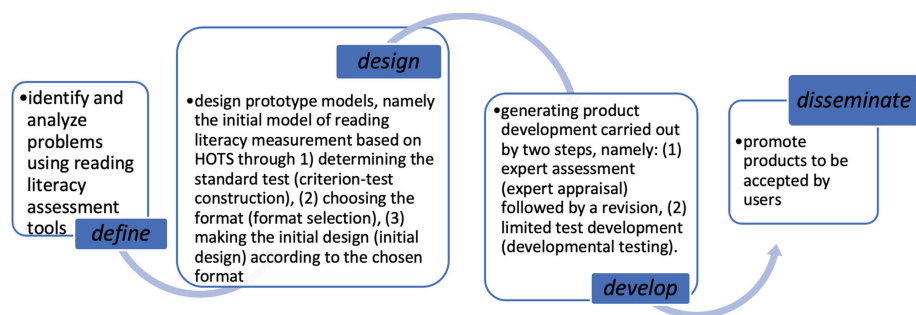 •identify and
analyze
problems
using reading
literacy
assessment
tools
define
design
•design prototype models, namely
the initial model of reading
literacy measurement based on
HOTS through 1) determining the
standard test (criterion-test
construction), (2) choosing the
format (format selection), (3)
making the initial design (initial
design) according to the chosen
format
•generating product
development carried out
by two steps, namely: (1)
expert assessment
(expert appraisal)
followed by a revision, (2)
limited test development
(developmental testing).
develop
disseminate
•promote
products to be
accepted by
users